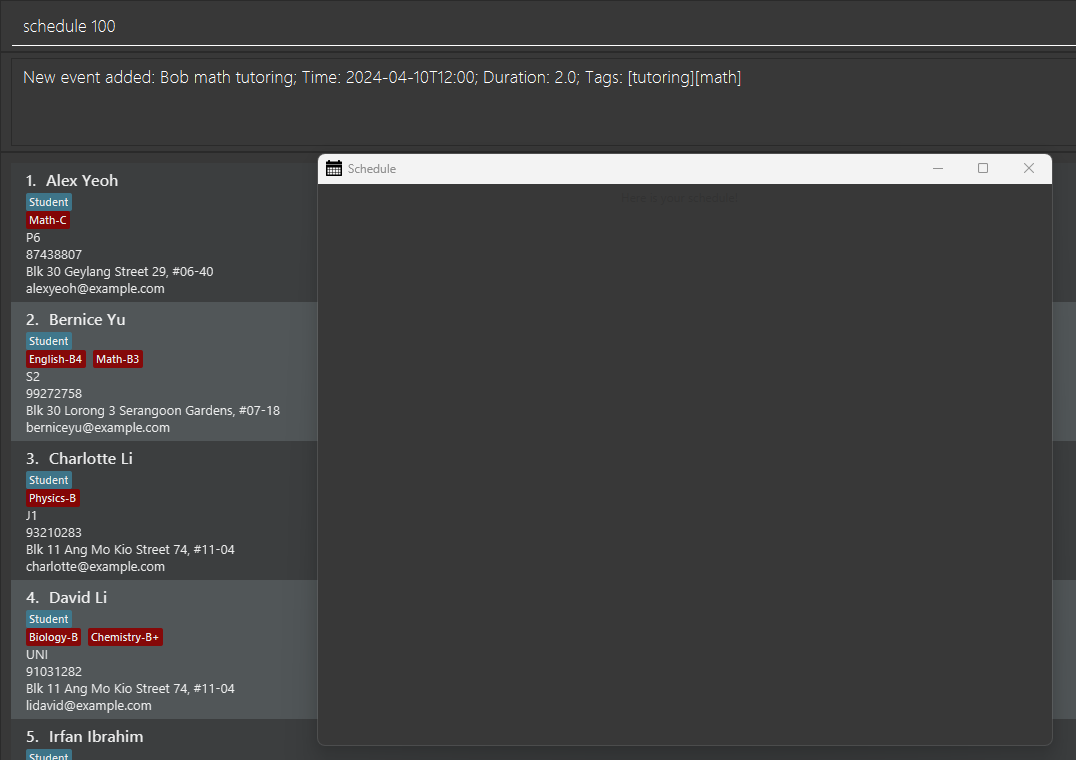 schedule 100
New event added: Bob math tutoring; Time: 2024-04-10T12:00; Duration: 2.0; Tags: [tutoring][math]
Schedule
1. Alex Yeoh
Student
Math-C
P6
87438807
Blk 30 Geylang Street 29, #06-40
alexyeoh@example.com
2. Bernice Yu
Student
English-B4 Math-B3
S2
99272758
Blk 30 Lorong 3 Serangoon Gardens, #07-18
berniceyu@example.com
3. Charlotte Li
Student
Physics-B
J1
93210283
Blk 11 Ang Mo Kio Street 74, #11-04
charlotte@example.com
4. David Li
Student
Biology-B Chemistry-B+
UNI
91031282
Blk 11 Ang Mo Kio Street 74, #11-04
lidavid@example.com
5. Irfan Ibrahim
Student